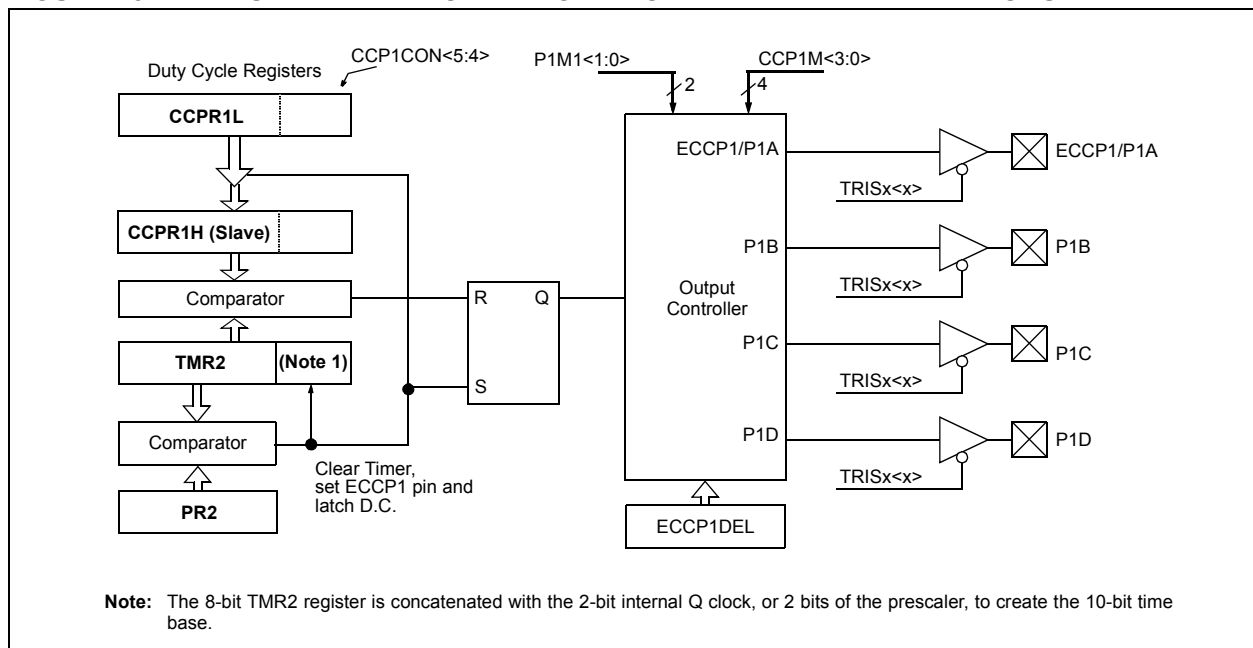 CCP1CON<5:4>
Duty Cycle Registers
P1M1<1:0>
CCP1M<3:0>
2
4
CCPR1L
ECCP1/P1A
ECCP1/P1A
TRISx<x>
CCPR1H (Slave)
P1B
P1B
Comparator
R
Q
Output
Controller
TRISx<x>
TMR2
(Note 1)
P1C
P1C
S
TRISx<x>
Comparator
P1D
P1D
Clear Timer,
set ECCP1 pin and
latch D.C.
TRISx<x>
PR2
ECCP1DEL
Note: The 8-bit TMR2 register is concatenated with the 2-bit internal Q clock, or 2 bits of the prescaler, to create the 10-bit time
base.